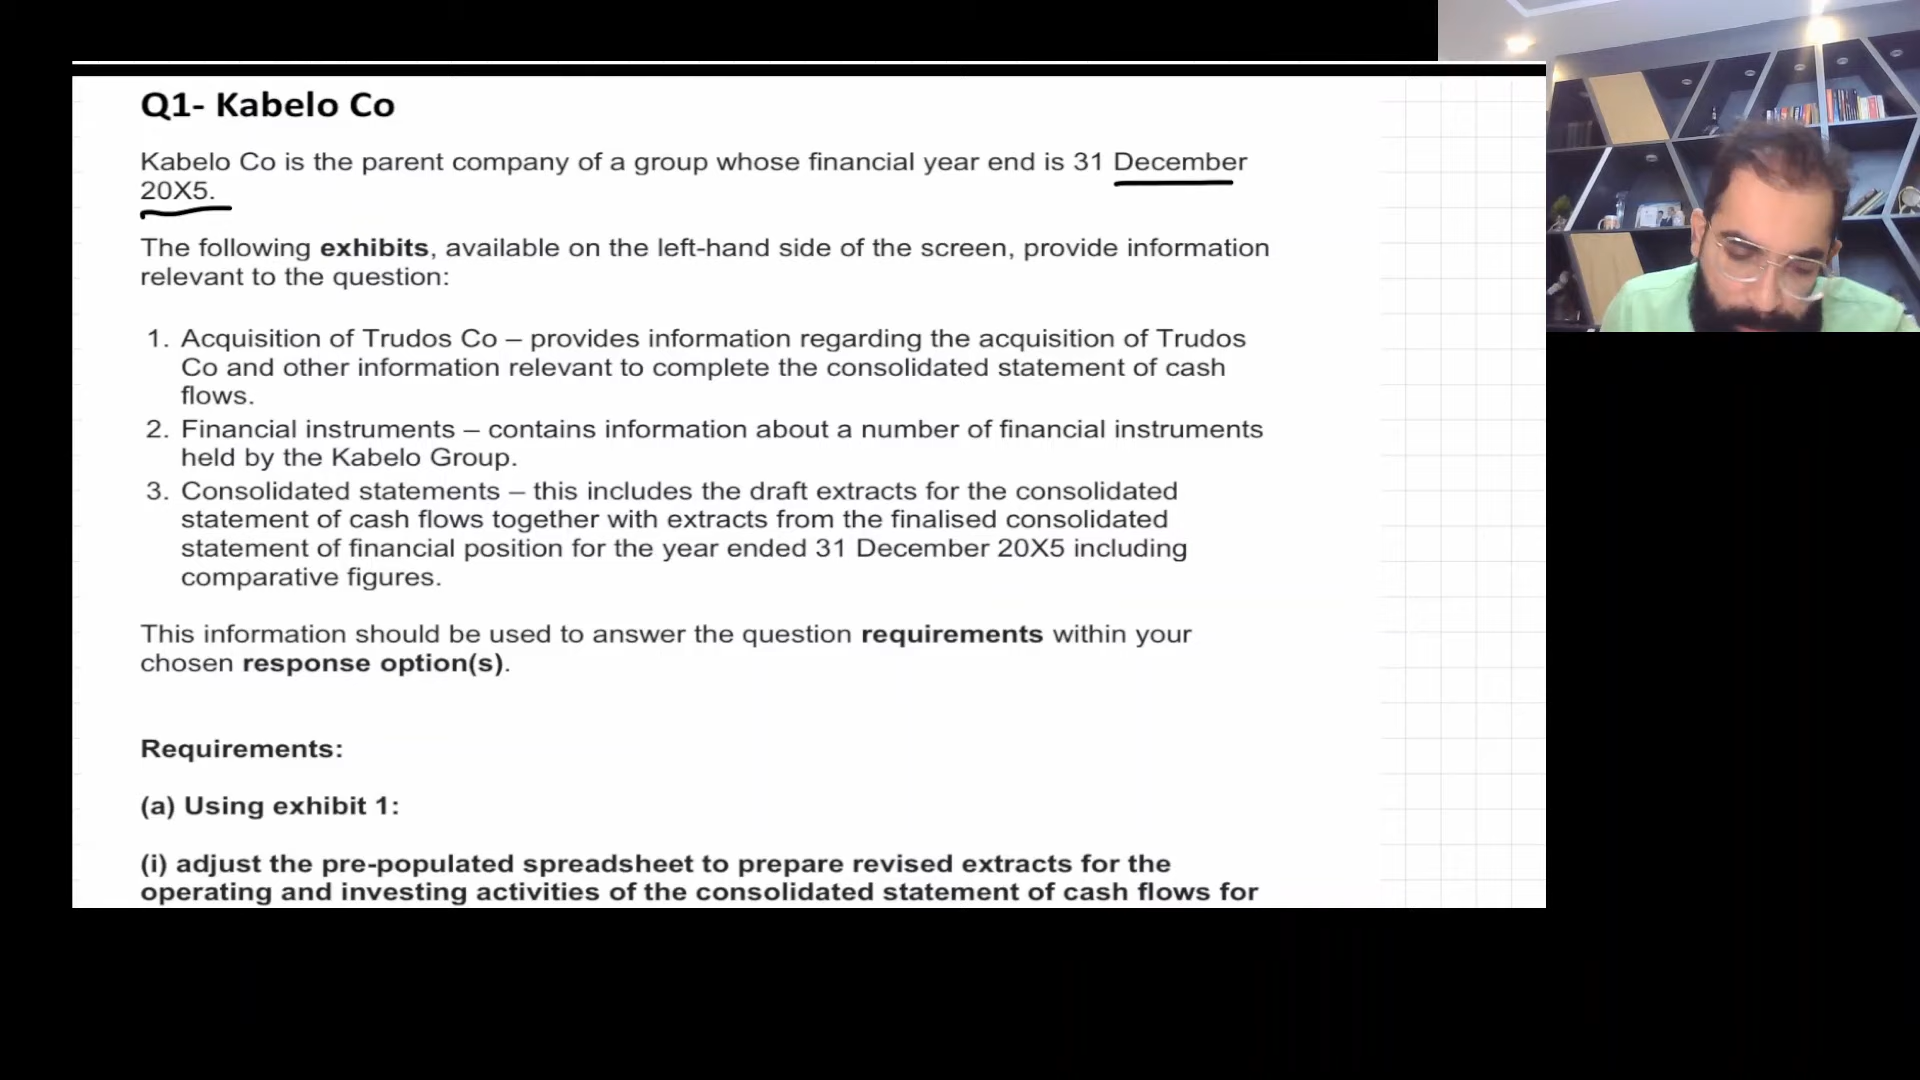 Q1- Kabelo Co
Kabelo Co is the parent company of a group whose financial year end is 31 December
20X5.
The following exhibits, available on the left-hand side of the screen, provide information
relevant to the question:
1. Acquisition of Trudos Co – provides information regarding the acquisition of Trudos
Co and other information relevant to complete the consolidated statement of cash
flows.
2. Financial instruments – contains information about a number of financial instruments
held by the Kabelo Group.
3. Consolidated statements – this includes the draft extracts for the consolidated
statement of cash flows together with extracts from the finalised consolidated
statement of financial position for the year ended 31 December 20X5 including
comparative figures.
This information should be used to answer the question requirements within your
chosen response option(s).
Requirements:
(a) Using exhibit 1:
(i) adjust the pre-populated spreadsheet to prepare revised extracts for the
operating and investing activities of the consolidated statement of cash flows for